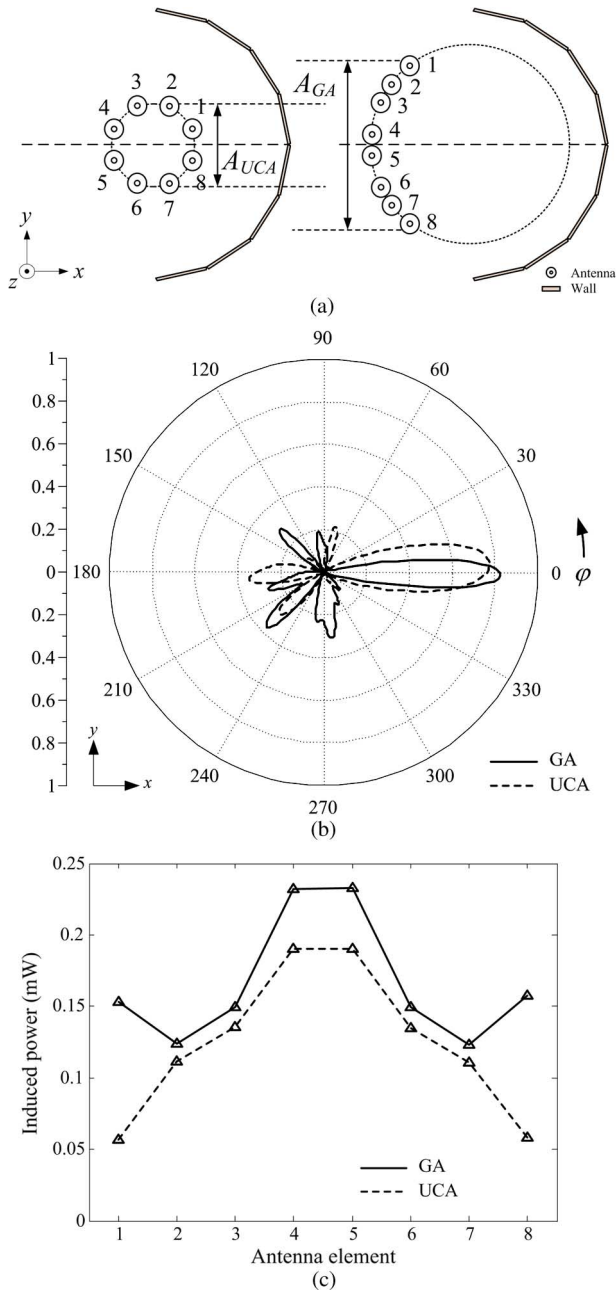 3 2
4 1
5 8
6 7
A_UCA
A_GA
1
2
3
4
5
6
7
8
y
z x
Antenna
Wall
(a)
1
0.8
0.6
0.4
0.2
0
0.2
0.4
0.6
0.8
1
90
120 60
150 30
180 0
φ
210 330
240 300
270
y
x
GA
UCA
(b)
0.25
0.2
0.15
0.1
0.05
0
Induced power (mW)
GA
UCA
1 2 3 4 5 6 7 8
Antenna element
(c)